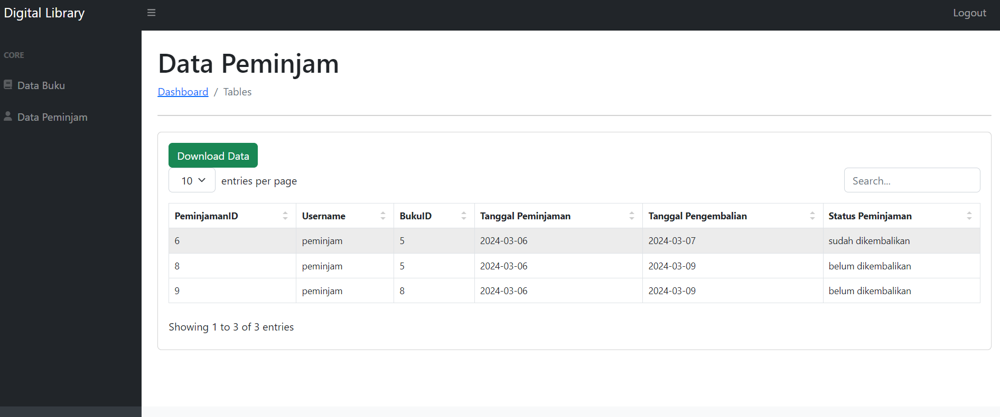 Digital Library
Logout
CORE
Data Buku
Data Peminjam
Data Peminjam
Dashboard / Tables
Download Data
10 entries per page
Search...
PeminjamanID Username BukuID Tanggal Peminjaman Tanggal Pengembalian Status Peminjaman
6 peminjam 5 2024-03-06 2024-03-07 sudah dikembalikan
8 peminjam 5 2024-03-06 2024-03-09 belum dikembalikan
9 peminjam 8 2024-03-06 2024-03-09 belum dikembalikan
Showing 1 to 3 of 3 entries